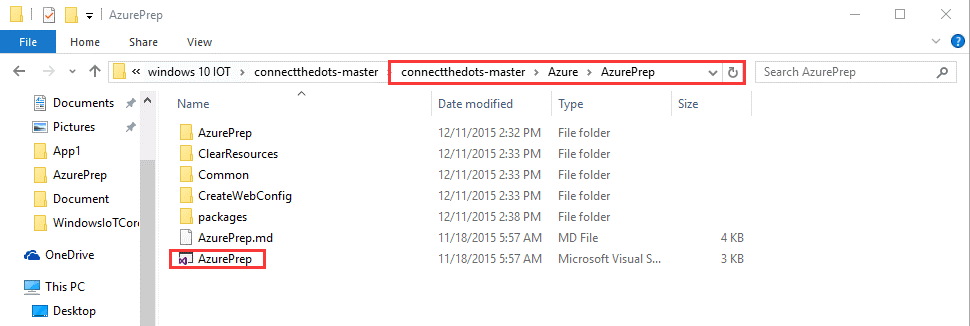 AzurePrep
File Home Share View
« windows 10 IOT › connectthedots-master › connectthedots-master › Azure › AzurePrep Search AzurePrep
Documents
Pictures
App1
AzurePrep
Document
WindowsIoTCor
OneDrive
This PC
Desktop
Name Date modified Type Size
AzurePrep 12/11/2015 2:32 PM File folder
ClearResources 12/11/2015 2:33 PM File folder
Common 12/11/2015 2:33 PM File folder
CreateWebConfig 12/11/2015 2:33 PM File folder
packages 12/11/2015 2:38 PM File folder
AzurePrep.md 11/18/2015 5:57 AM MD File 4 KB
AzurePrep 11/18/2015 5:57 AM Microsoft Visual S... 3 KB